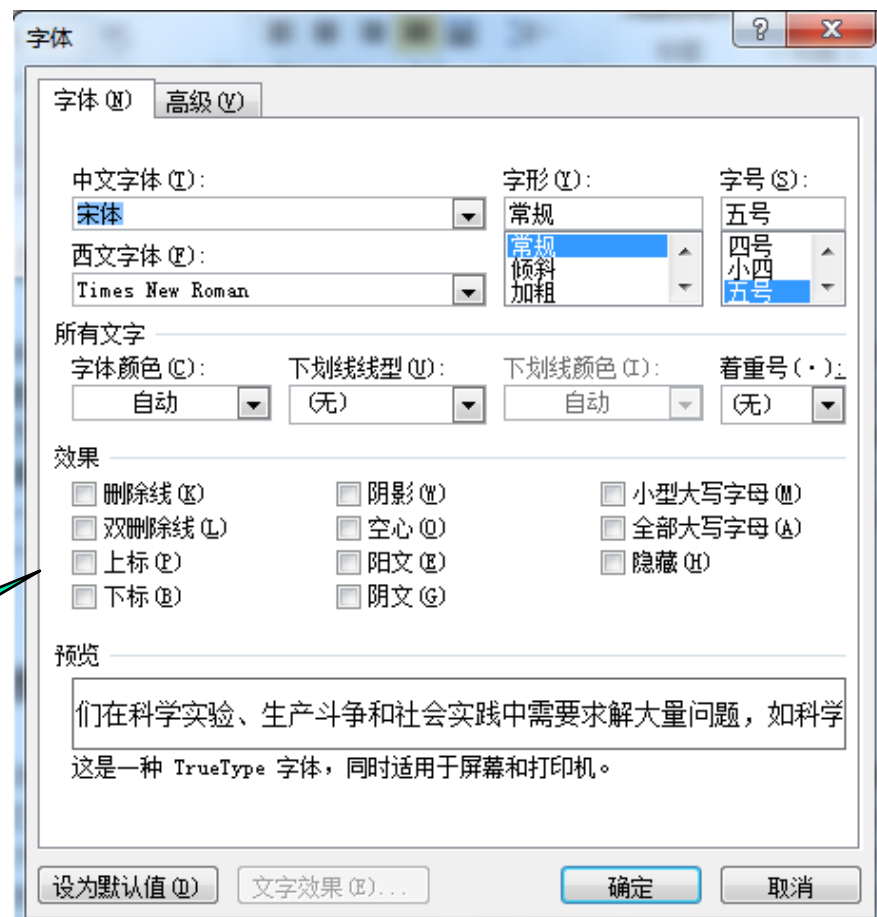 字体
字体(N) 高级(V)
中文字体(T): 字形(Y): 字号(S):
宋体 常规 五号
西文字体(F): 常规 四号
倾斜 小四
Times New Roman 加粗 五号
所有文字
字体颜色(C): 下划线线型(U): 下划线颜色(I): 着重号(·):
自动 (无) 自动 (无)
效果
删除线(K) 阴影(W) 小型大写字母(M)
双删除线(L) 空心(O) 全部大写字母(A)
上标(P) 阳文(E) 隐藏(H)
下标(B) 阴文(G)
预览
们在科学实验、生产斗争和社会实践中需要求解大量问题，如科学
这是一种 TrueType 字体，同时适用于屏幕和打印机。
设为默认值(D) 文字效果(E)... 确定 取消